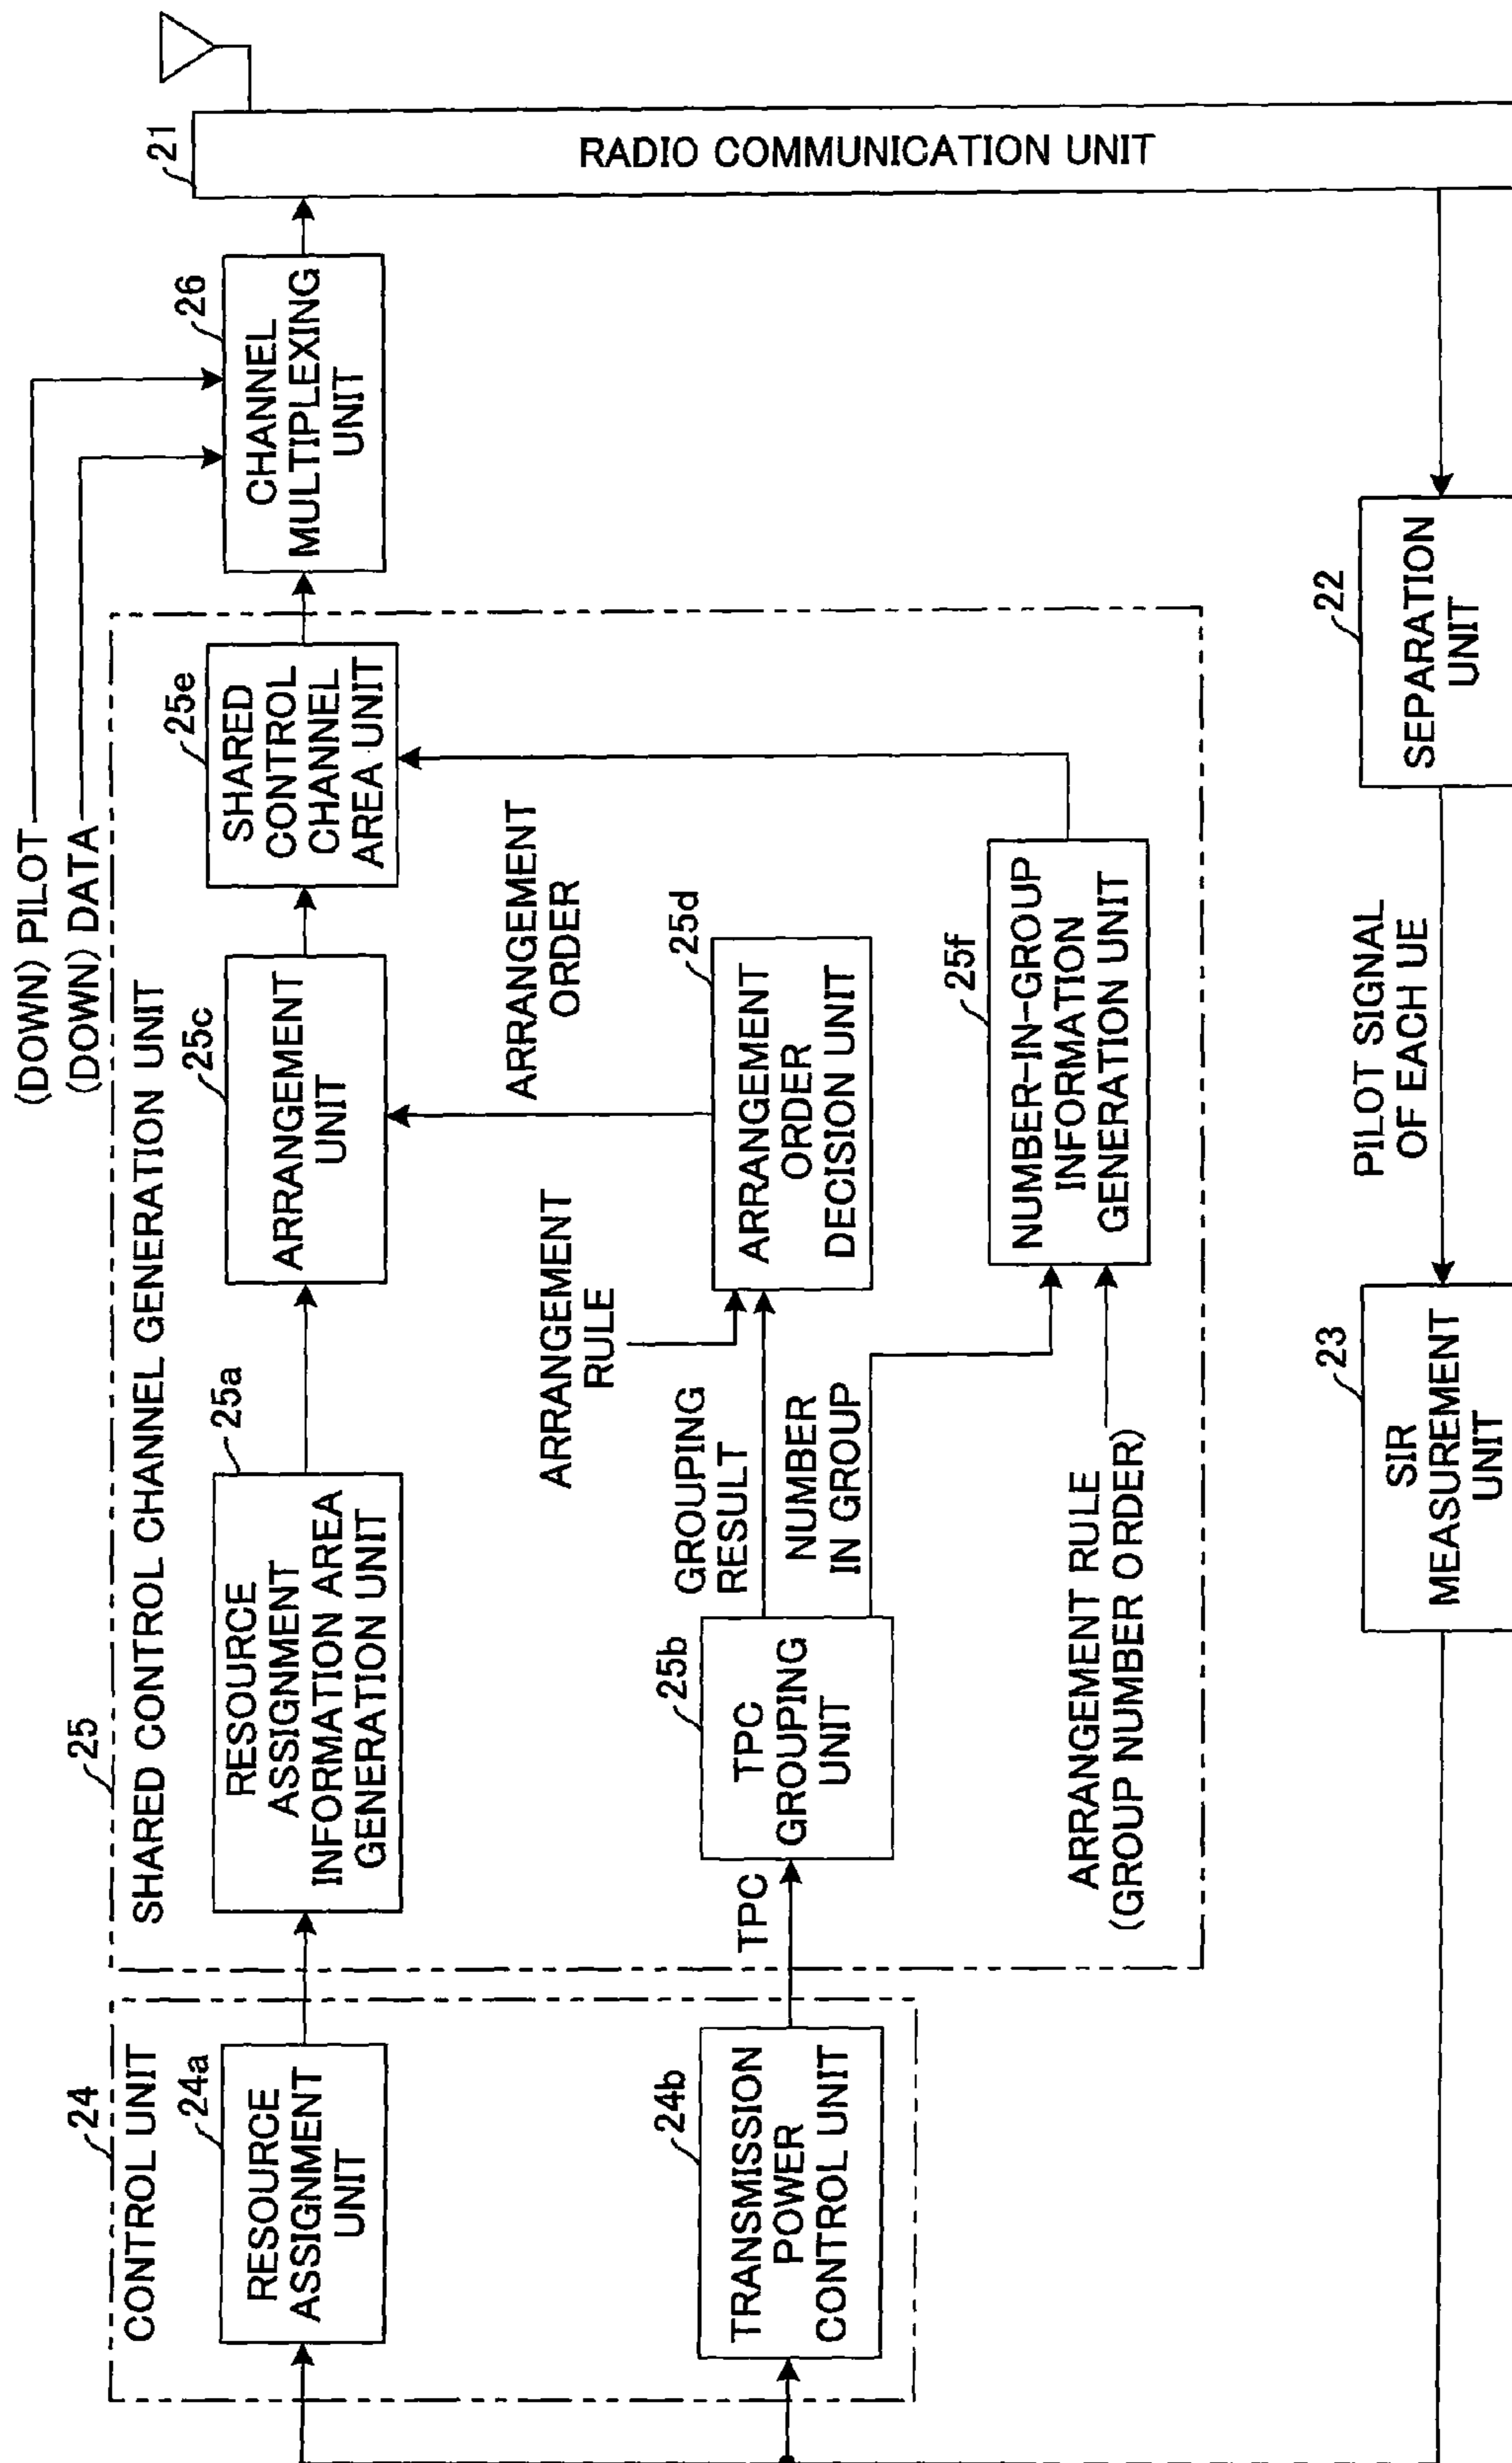 (DOWN) PILOT
(DOWN) DATA
25
SHARED CONTROL CHANNEL GENERATION UNIT
24
CONTROL UNIT
24a
RESOURCE
ASSIGNMENT
UNIT
25a
RESOURCE
ASSIGNMENT
INFORMATION AREA
GENERATION UNIT
25c
ARRANGEMENT
UNIT
25e
SHARED
CONTROL
CHANNEL
AREA UNIT
26
CHANNEL
MULTIPLEXING
UNIT
21
RADIO COMMUNICATION UNIT
ARRANGEMENT
ORDER
ARRANGEMENT
RULE
24b
TRANSMISSION
POWER
CONTROL UNIT
TPC
25b
TPC
GROUPING
UNIT
GROUPING
RESULT
NUMBER
IN GROUP
25d
ARRANGEMENT
ORDER
DECISION UNIT
25f
NUMBER-IN-GROUP
INFORMATION
GENERATION UNIT
ARRANGEMENT RULE
(GROUP NUMBER ORDER)
23
SIR
MEASUREMENT
UNIT
PILOT SIGNAL
OF EACH UE
22
SEPARATION
UNIT